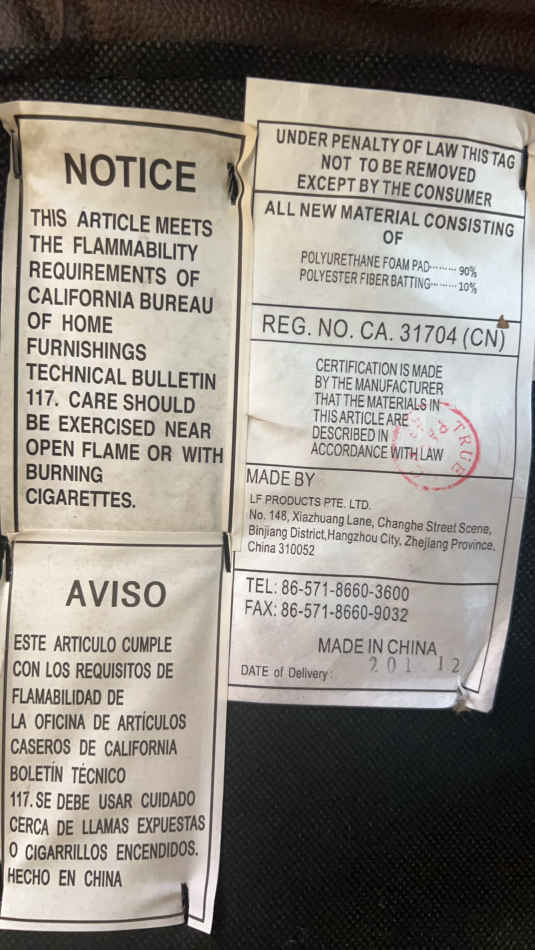 NOTICE
THIS ARTICLE MEETS
THE FLAMMABILITY
REQUIREMENTS OF
CALIFORNIA BUREAU
OF HOME
FURNISHINGS
TECHNICAL BULLETIN
117. CARE SHOULD
BE EXERCISED NEAR
OPEN FLAME OR WITH
BURNING
CIGARETTES.
AVISO
ESTE ARTICULO CUMPLE
CON LOS REQUISITOS DE
FLAMABILIDAD DE
LA OFICINA DE ARTÍCULOS
CASEROS DE CALIFORNIA
BOLETÍN TÉCNICO
117. SE DEBE USAR CUIDADO
CERCA DE LLAMAS EXPUESTAS
O CIGARRILLOS ENCENDIDOS.
HECHO EN CHINA
UNDER PENALTY OF LAW THIS TAG
NOT TO BE REMOVED
EXCEPT BY THE CONSUMER
ALL NEW MATERIAL CONSISTING
OF
POLYURETHANE FOAM PAD········· 90%
POLYESTER FIBER BATTING········· 10%
REG. NO. CA. 31704 (CN)
CERTIFICATION IS MADE
BY THE MANUFACTURER
THAT THE MATERIALS IN
THIS ARTICLE ARE
DESCRIBED IN
ACCORDANCE WITH LAW
TRUE
MADE BY
LF PRODUCTS PTE. LTD.
No. 148, Xiazhuang Lane, Changhe Street Scene,
Binjiang District,Hangzhou City, Zhejiang Province,
China 310052
TEL: 86-571-8660-3600
FAX: 86-571-8660-9032
MADE IN CHINA
DATE of Delivery: 201 12